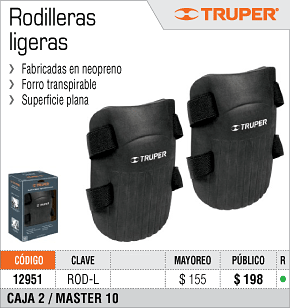 Rodilleras
ligeras
TRUPER®
Fabricadas en neopreno
Forro transpirable
Superficie plana
TRUPER
TRUPER
CÓDIGO CLAVE MAYOREO PÚBLICO R
12951 ROD-L $ 155 $ 198
CAJA 2 / MASTER 10